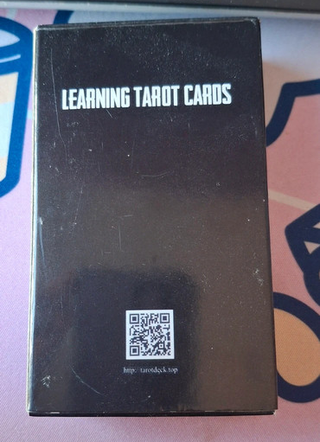 LEARNING TAROT CARDS
http://tarotdeck.top